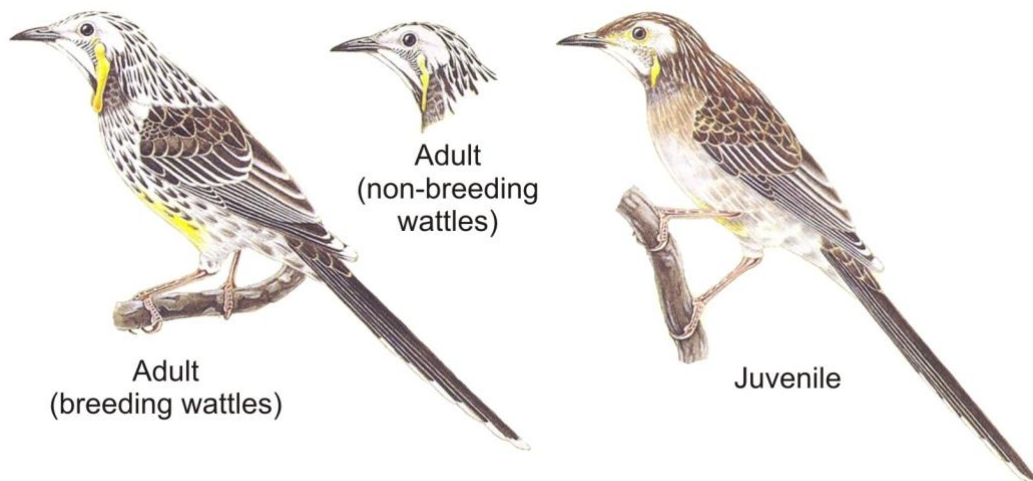 Adult
(non-breeding
wattles)
Adult
(breeding wattles)
Juvenile